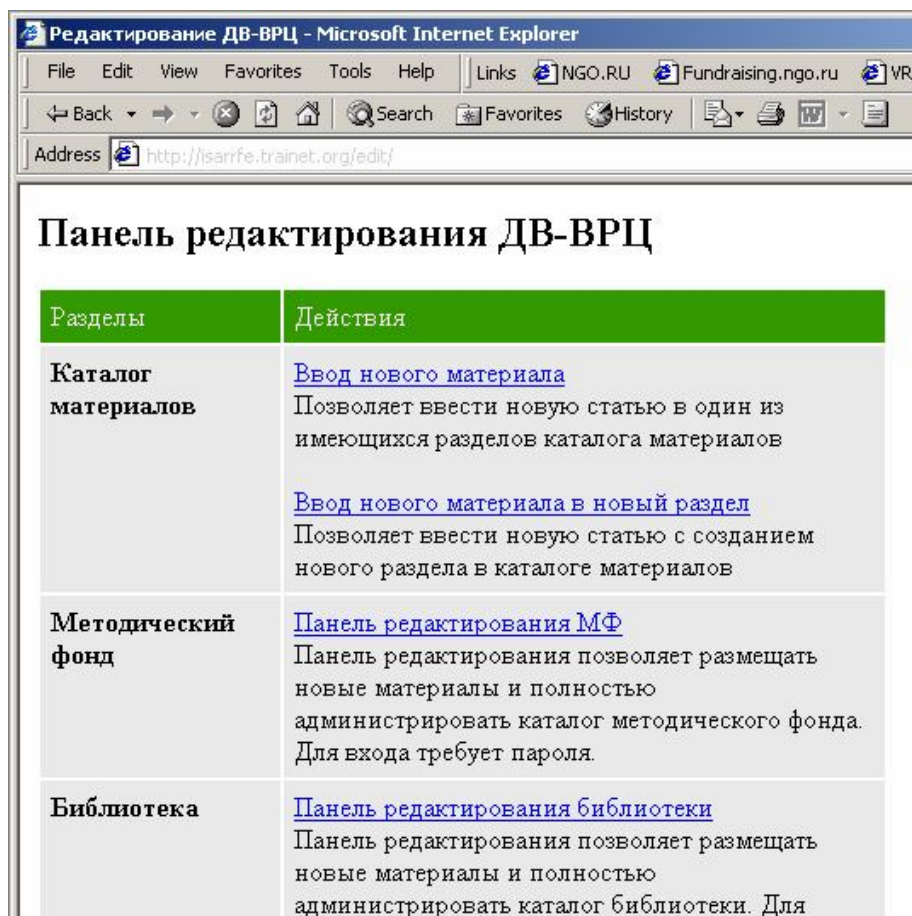 Редактирование ДВ-ВРЦ - Microsoft Internet Explorer
File Edit View Favorites Tools Help Links NGO.RU Fundraising.ngo.ru VR
Back Search Favorites History
Address http://isarrfe.trainet.org/edit/
Панель редактирования ДВ-ВРЦ
Разделы Действия
Каталог
материалов
Ввод нового материала
Позволяет ввести новую статью в один из
имеющихся разделов каталога материалов
Ввод нового материала в новый раздел
Позволяет ввести новую статью с созданием
нового раздела в каталоге материалов
Методический
фонд
Панель редактирования МФ
Панель редактирования позволяет размещать
новые материалы и полностью
администрировать каталог методического фонда.
Для входа требует пароля.
Библиотека
Панель редактирования библиотеки
Панель редактирования позволяет размещать
новые материалы и полностью
администрировать каталог библиотеки. Для